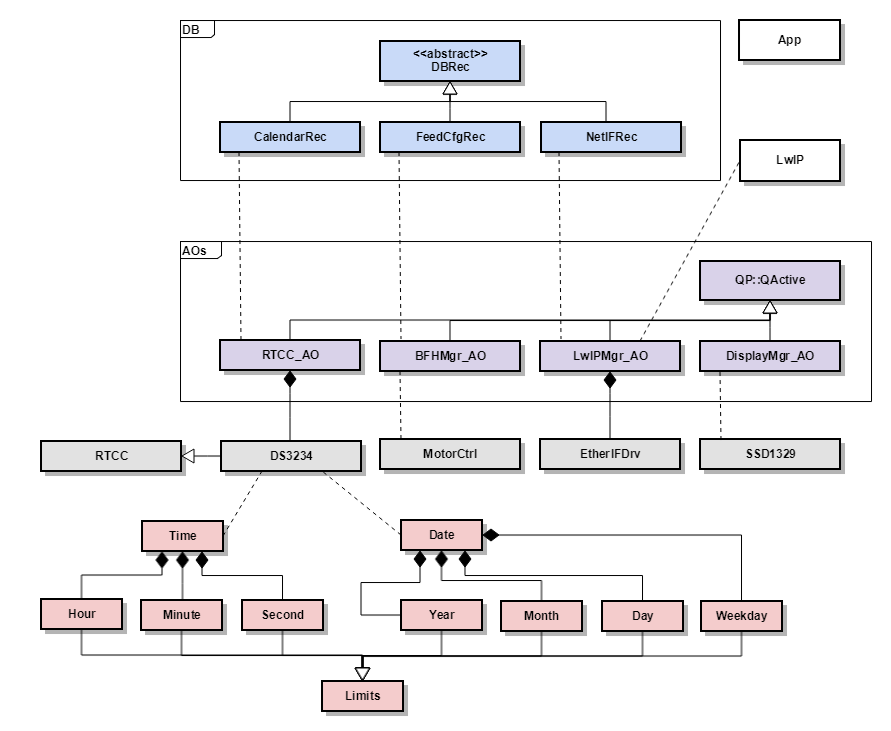 DB
App
<<abstract>>
DBRec
CalendarRec
FeedCfgRec
NetIFRec
LwIP
AOs
QP::QActive
RTCC_AO
BFHMgr_AO
LwIPMgr_AO
DisplayMgr_AO
RTCC
DS3234
MotorCtrl
EtherIFDrv
SSD1329
Time
Date
Hour
Minute
Second
Year
Month
Day
Weekday
Limits